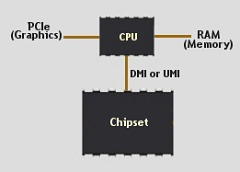 PCIe
(Graphics)
CPU
RAM
(Memory)
DMI or UMI
Chipset